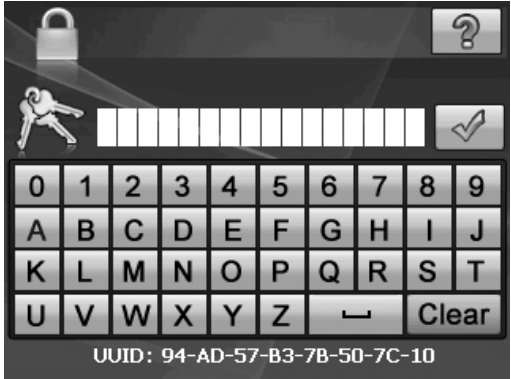 ?
0 1 2 3 4 5 6 7 8 9
A B C D E F G H I J
K L M N O P Q R S T
U V W X Y Z Clear
UUID: 94-AD-57-B3-7B-50-7C-10